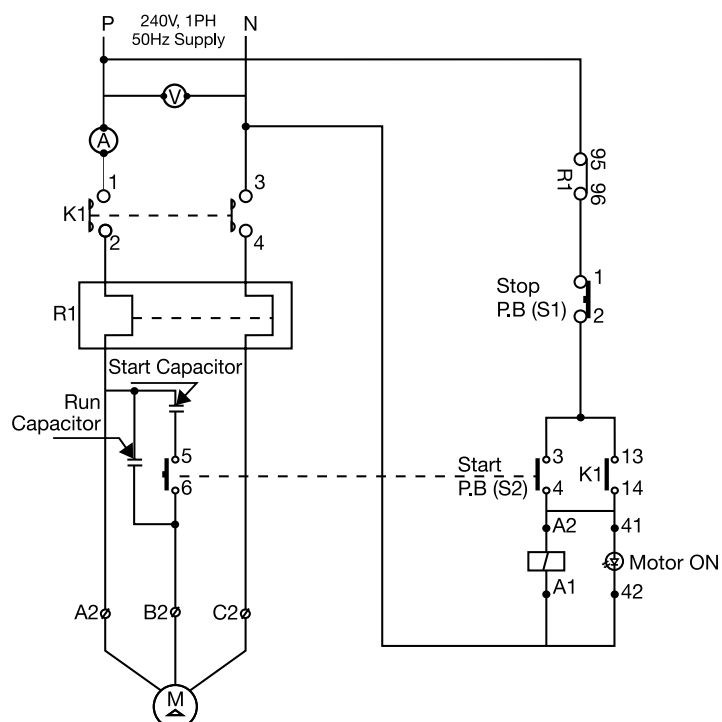 P
240V, 1PH
50Hz Supply
N
V
A
1
3
K1
2
4
R1
95
96
R1
Stop
P.B (S1)
1
2
Start Capacitor
Run
Capacitor
5
6
Start
P.B (S2)
3
4
K1
13
14
A2
41
Motor ON
A1
42
A2
B2
C2
M